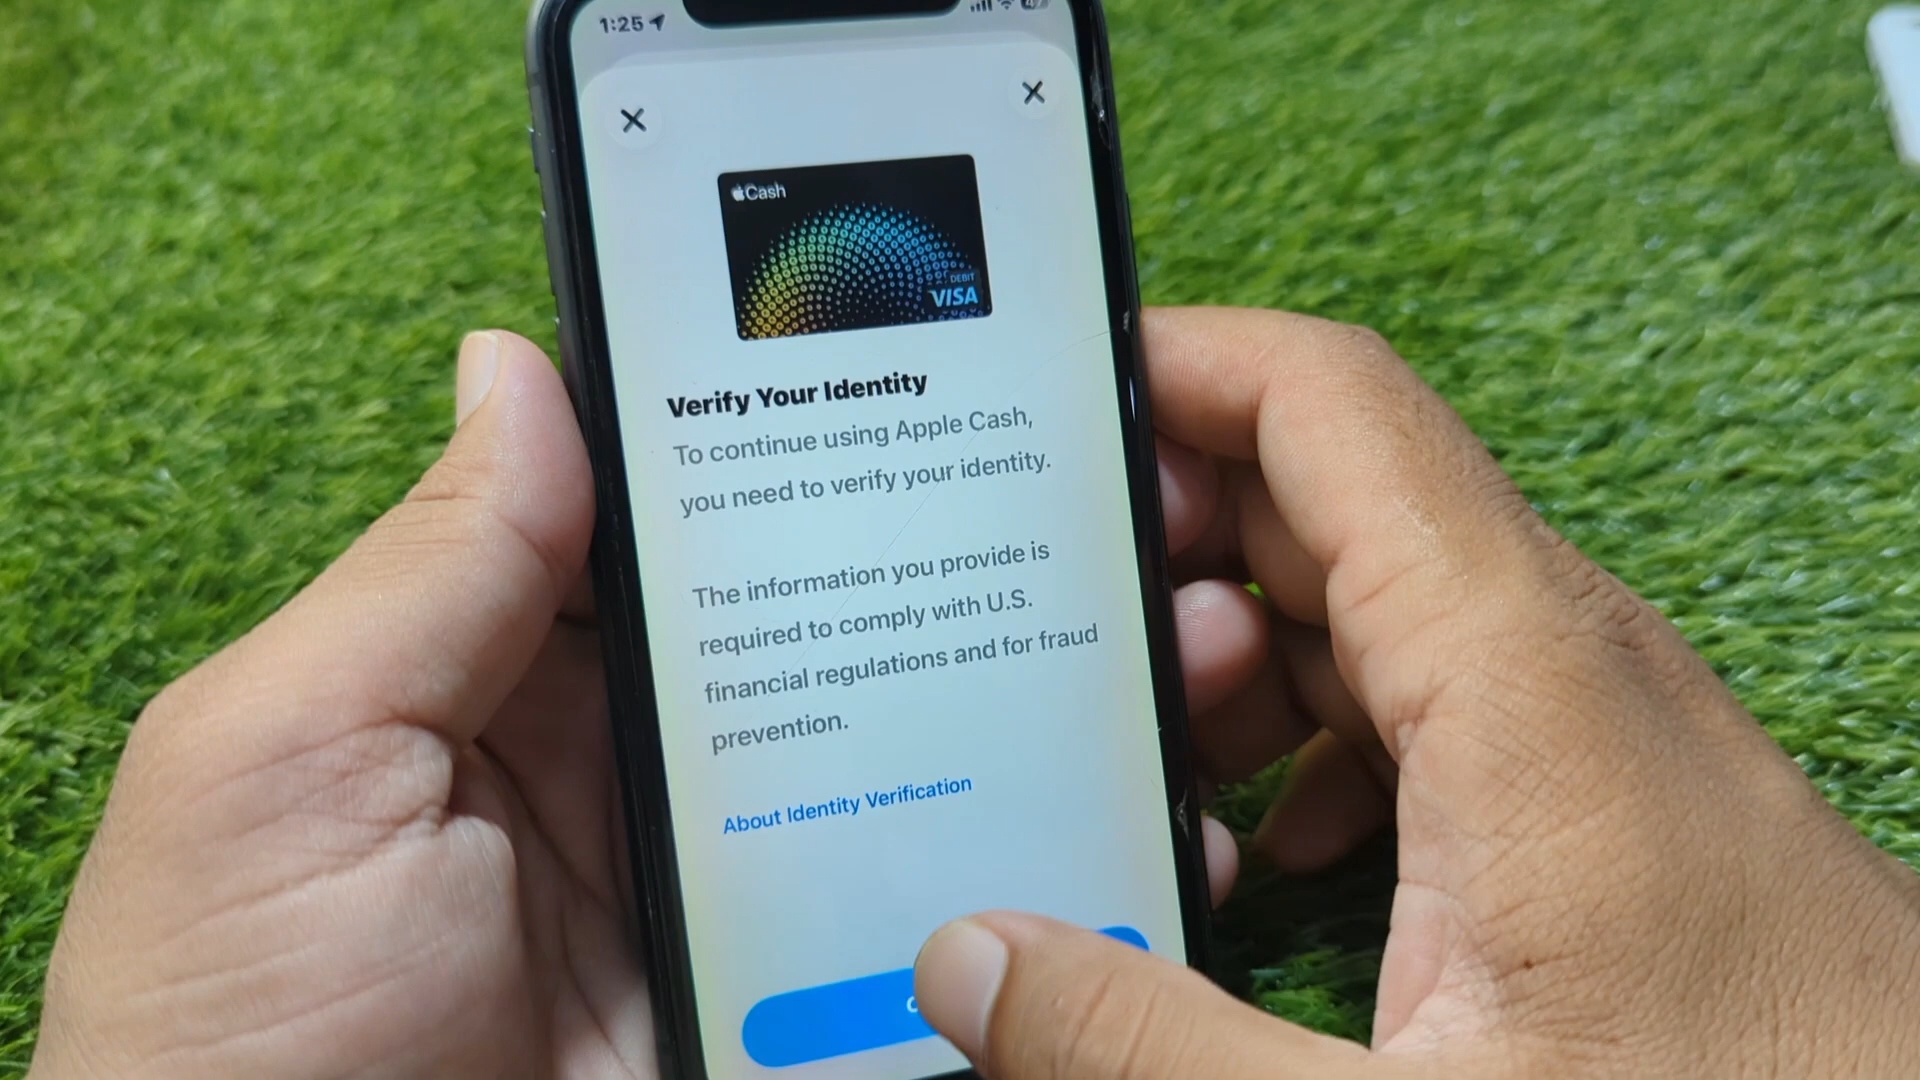 1:25
Cash
DEBIT
VISA
Verify Your Identity
To continue using Apple Cash,
you need to verify your identity.
The information you provide is
required to comply with U.S.
financial regulations and for fraud
prevention.
About Identity Verification